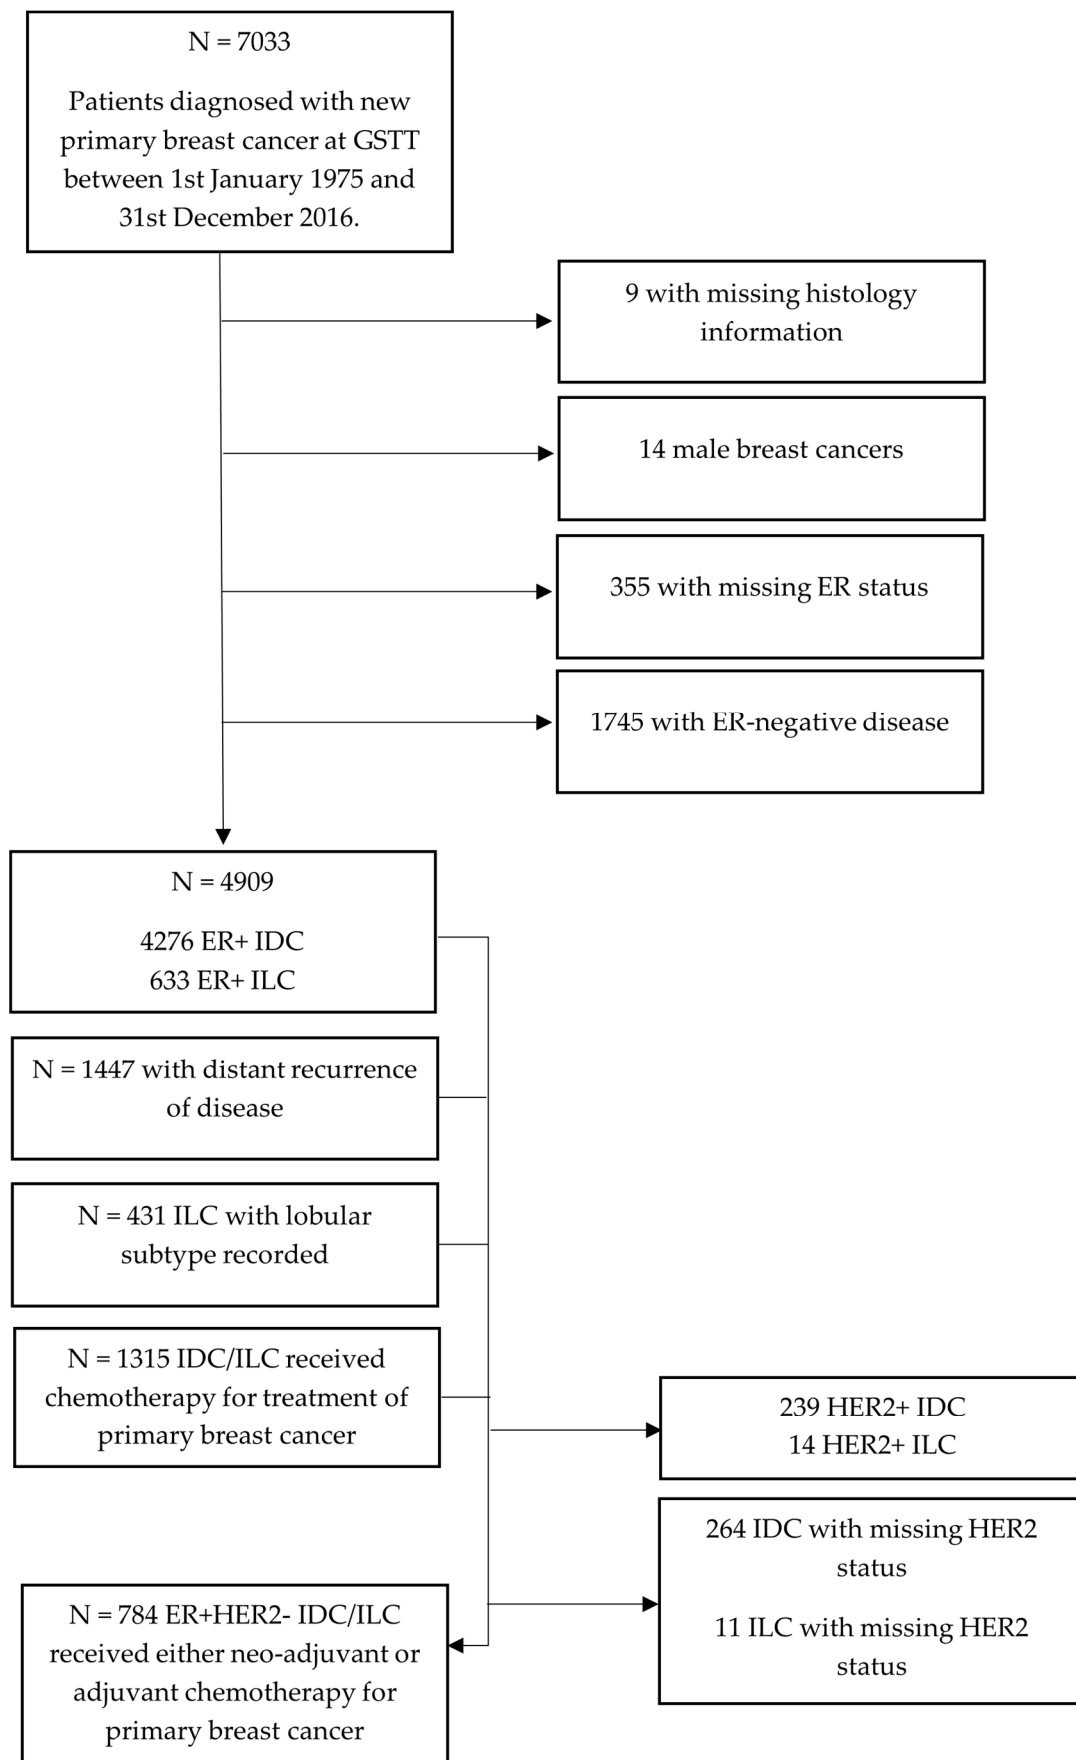 N = 7033
Patients diagnosed with new
primary breast cancer at GSTT
between 1st January 1975 and
31st December 2016.
9 with missing histology
information
14 male breast cancers
355 with missing ER status
1745 with ER-negative disease
N = 4909
4276 ER+ IDC
633 ER+ ILC
N = 1447 with distant recurrence
of disease
N = 431 ILC with lobular
subtype recorded
N = 1315 IDC/ILC received
chemotherapy for treatment of
primary breast cancer
239 HER2+ IDC
14 HER2+ ILC
264 IDC with missing HER2
status
11 ILC with missing HER2
status
N = 784 ER+HER2- IDC/ILC
received either neo-adjuvant or
adjuvant chemotherapy for
primary breast cancer